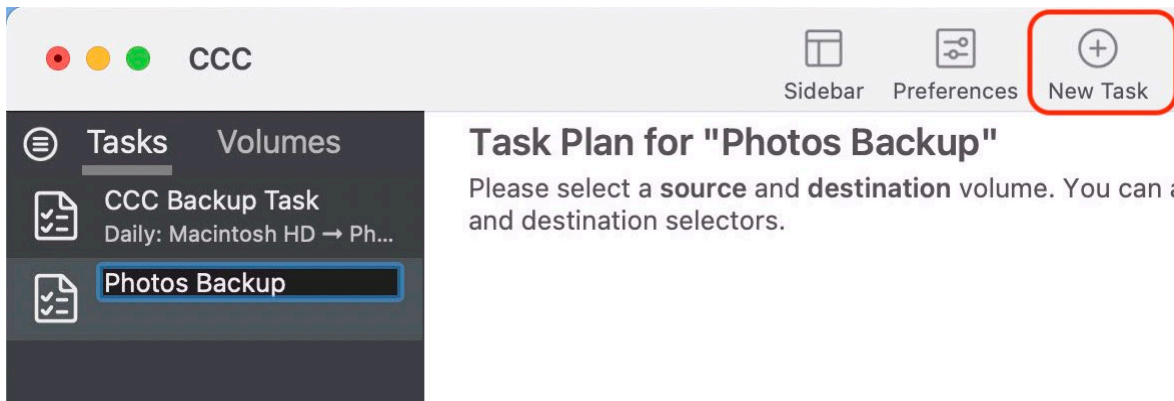 CCC
Sidebar
Preferences
New Task
Tasks
Volumes
CCC Backup Task
Daily: Macintosh HD → Ph...
Photos Backup
Task Plan for "Photos Backup"
Please select a source and destination volume. You can a
and destination selectors.